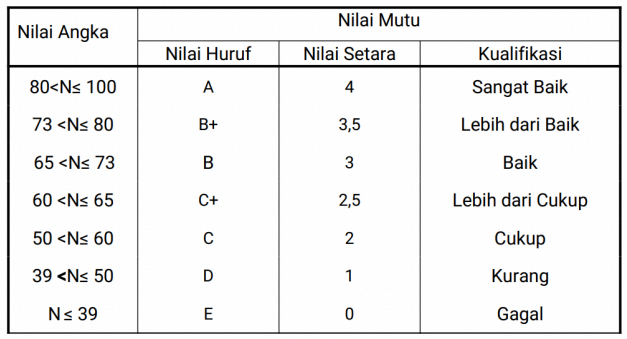 Nilai Angka Nilai Mutu
Nilai Huruf Nilai Setara Kualifikasi
80<N≤ 100 A 4 Sangat Baik
73 <N≤ 80 B+ 3,5 Lebih dari Baik
65 <N≤ 73 B 3 Baik
60 <N≤ 65 C+ 2,5 Lebih dari Cukup
50 <N≤ 60 C 2 Cukup
39 <N≤ 50 D 1 Kurang
N ≤ 39 E 0 Gagal